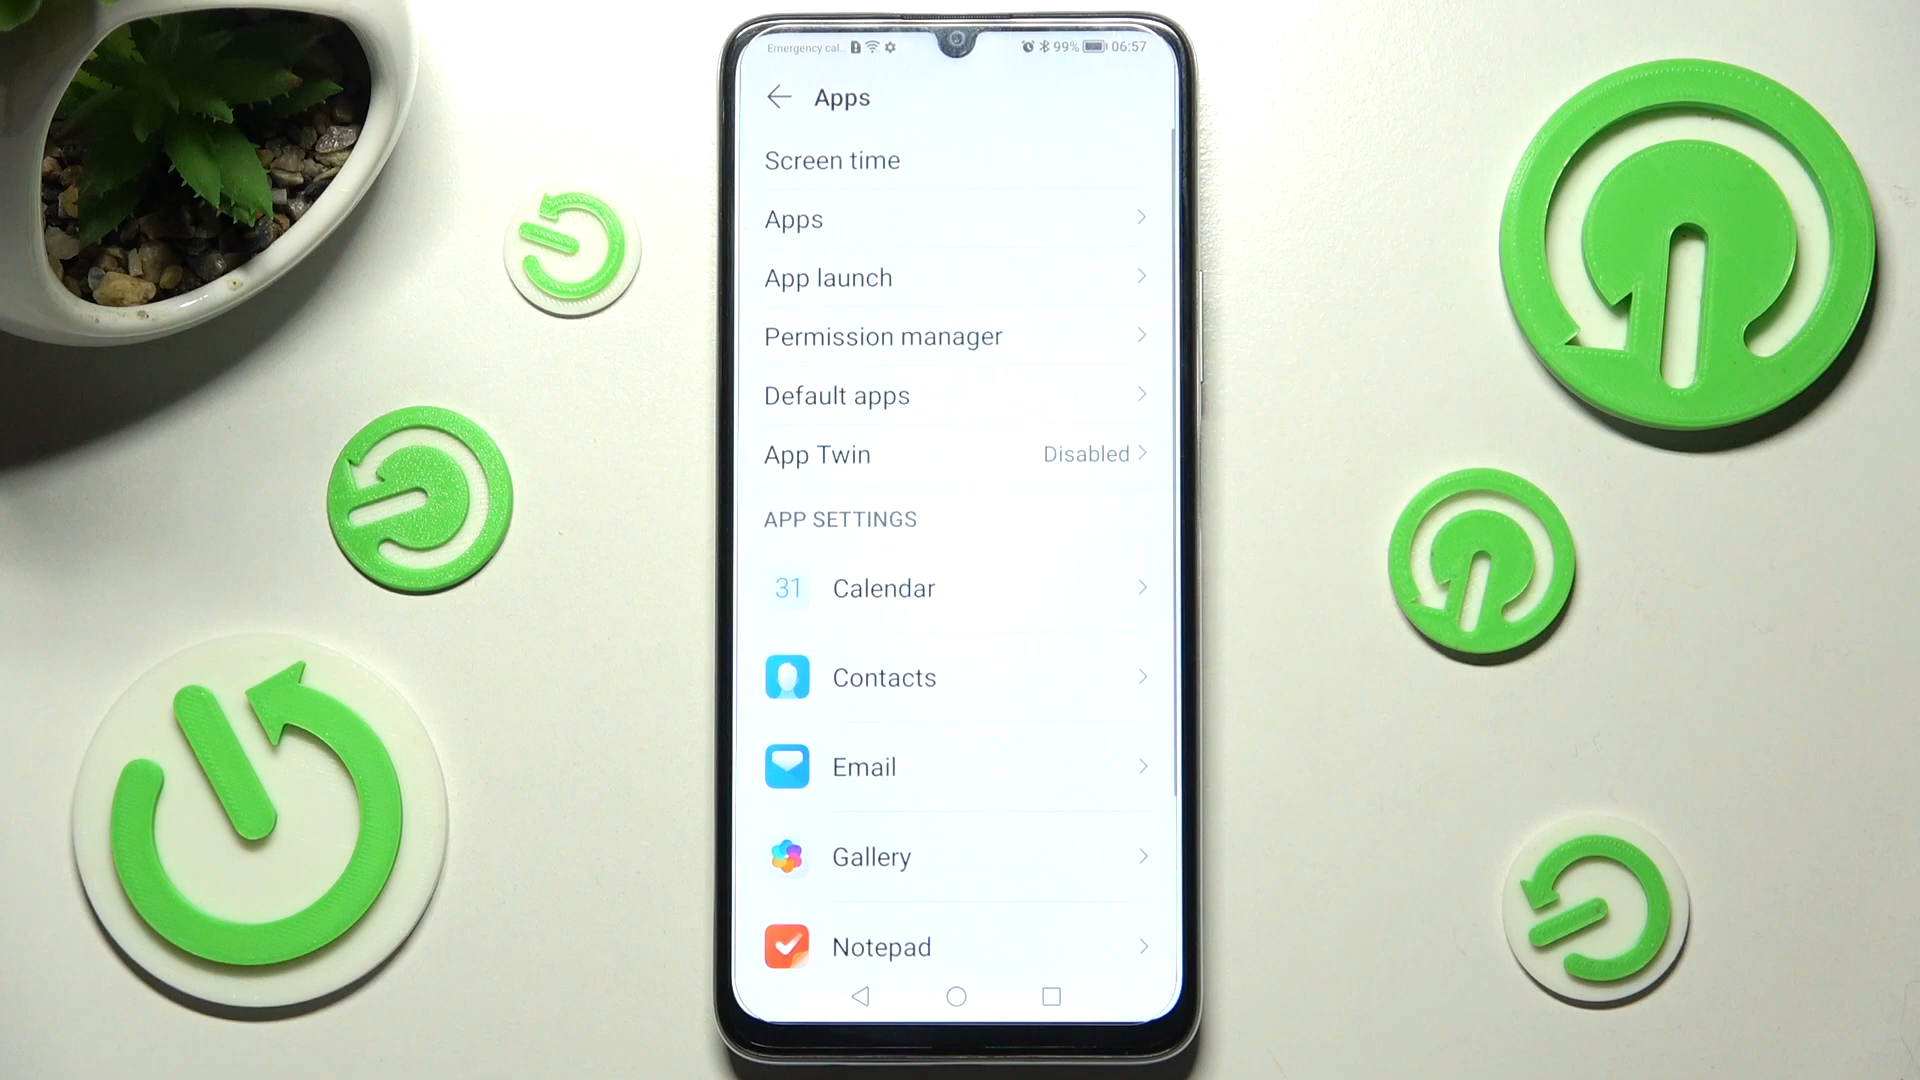 Emergency cal... 99% 06:57
Apps
Screen time
Apps
App launch
Permission manager
Default apps
App Twin Disabled
APP SETTINGS
31 Calendar
Contacts
Email
Gallery
Notepad